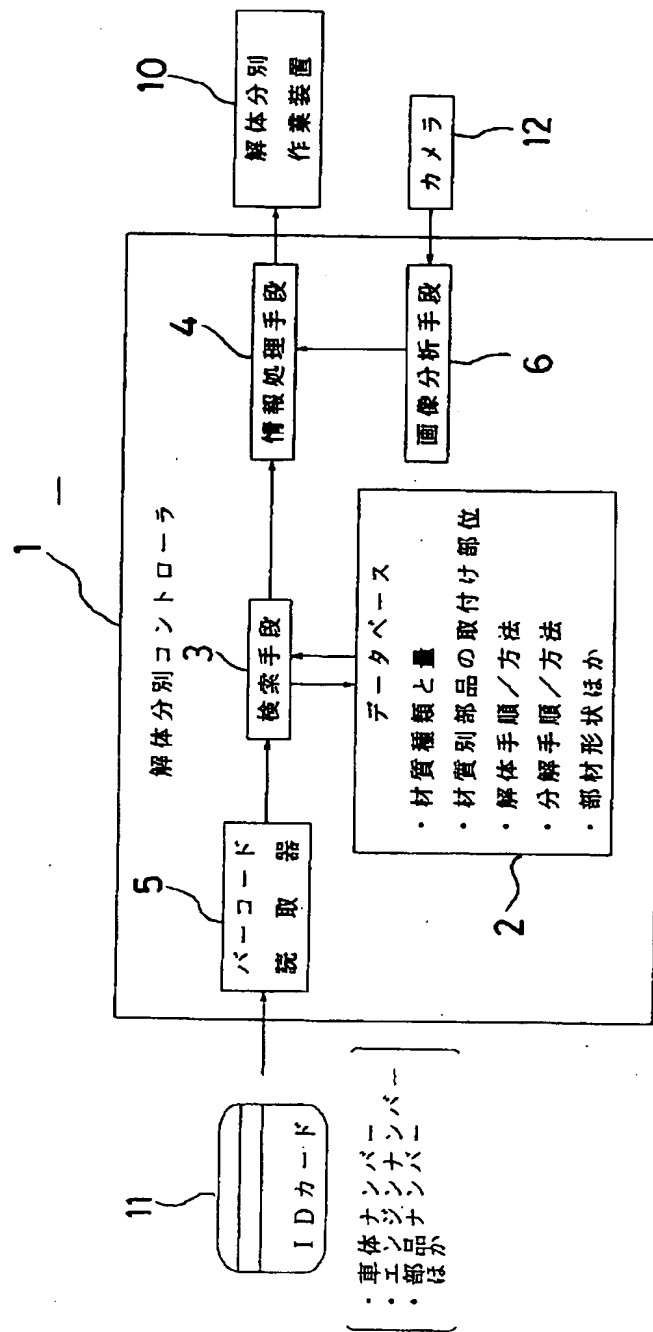 1
解体分別コントローラ
11
IDカード
・車体ナンバー
・エンジンナンバー
・部品ナンバー
ほか
5
バーコード
読取器
3
検索手段
4
情報処理手段
10
解体分別
作業装置
データベース
・材質種類と量
・材質別部品の取付け部位
・解体手順/方法
・分解手順/方法
・部材形状ほか
2
画像分析手段
6
カメラ
12